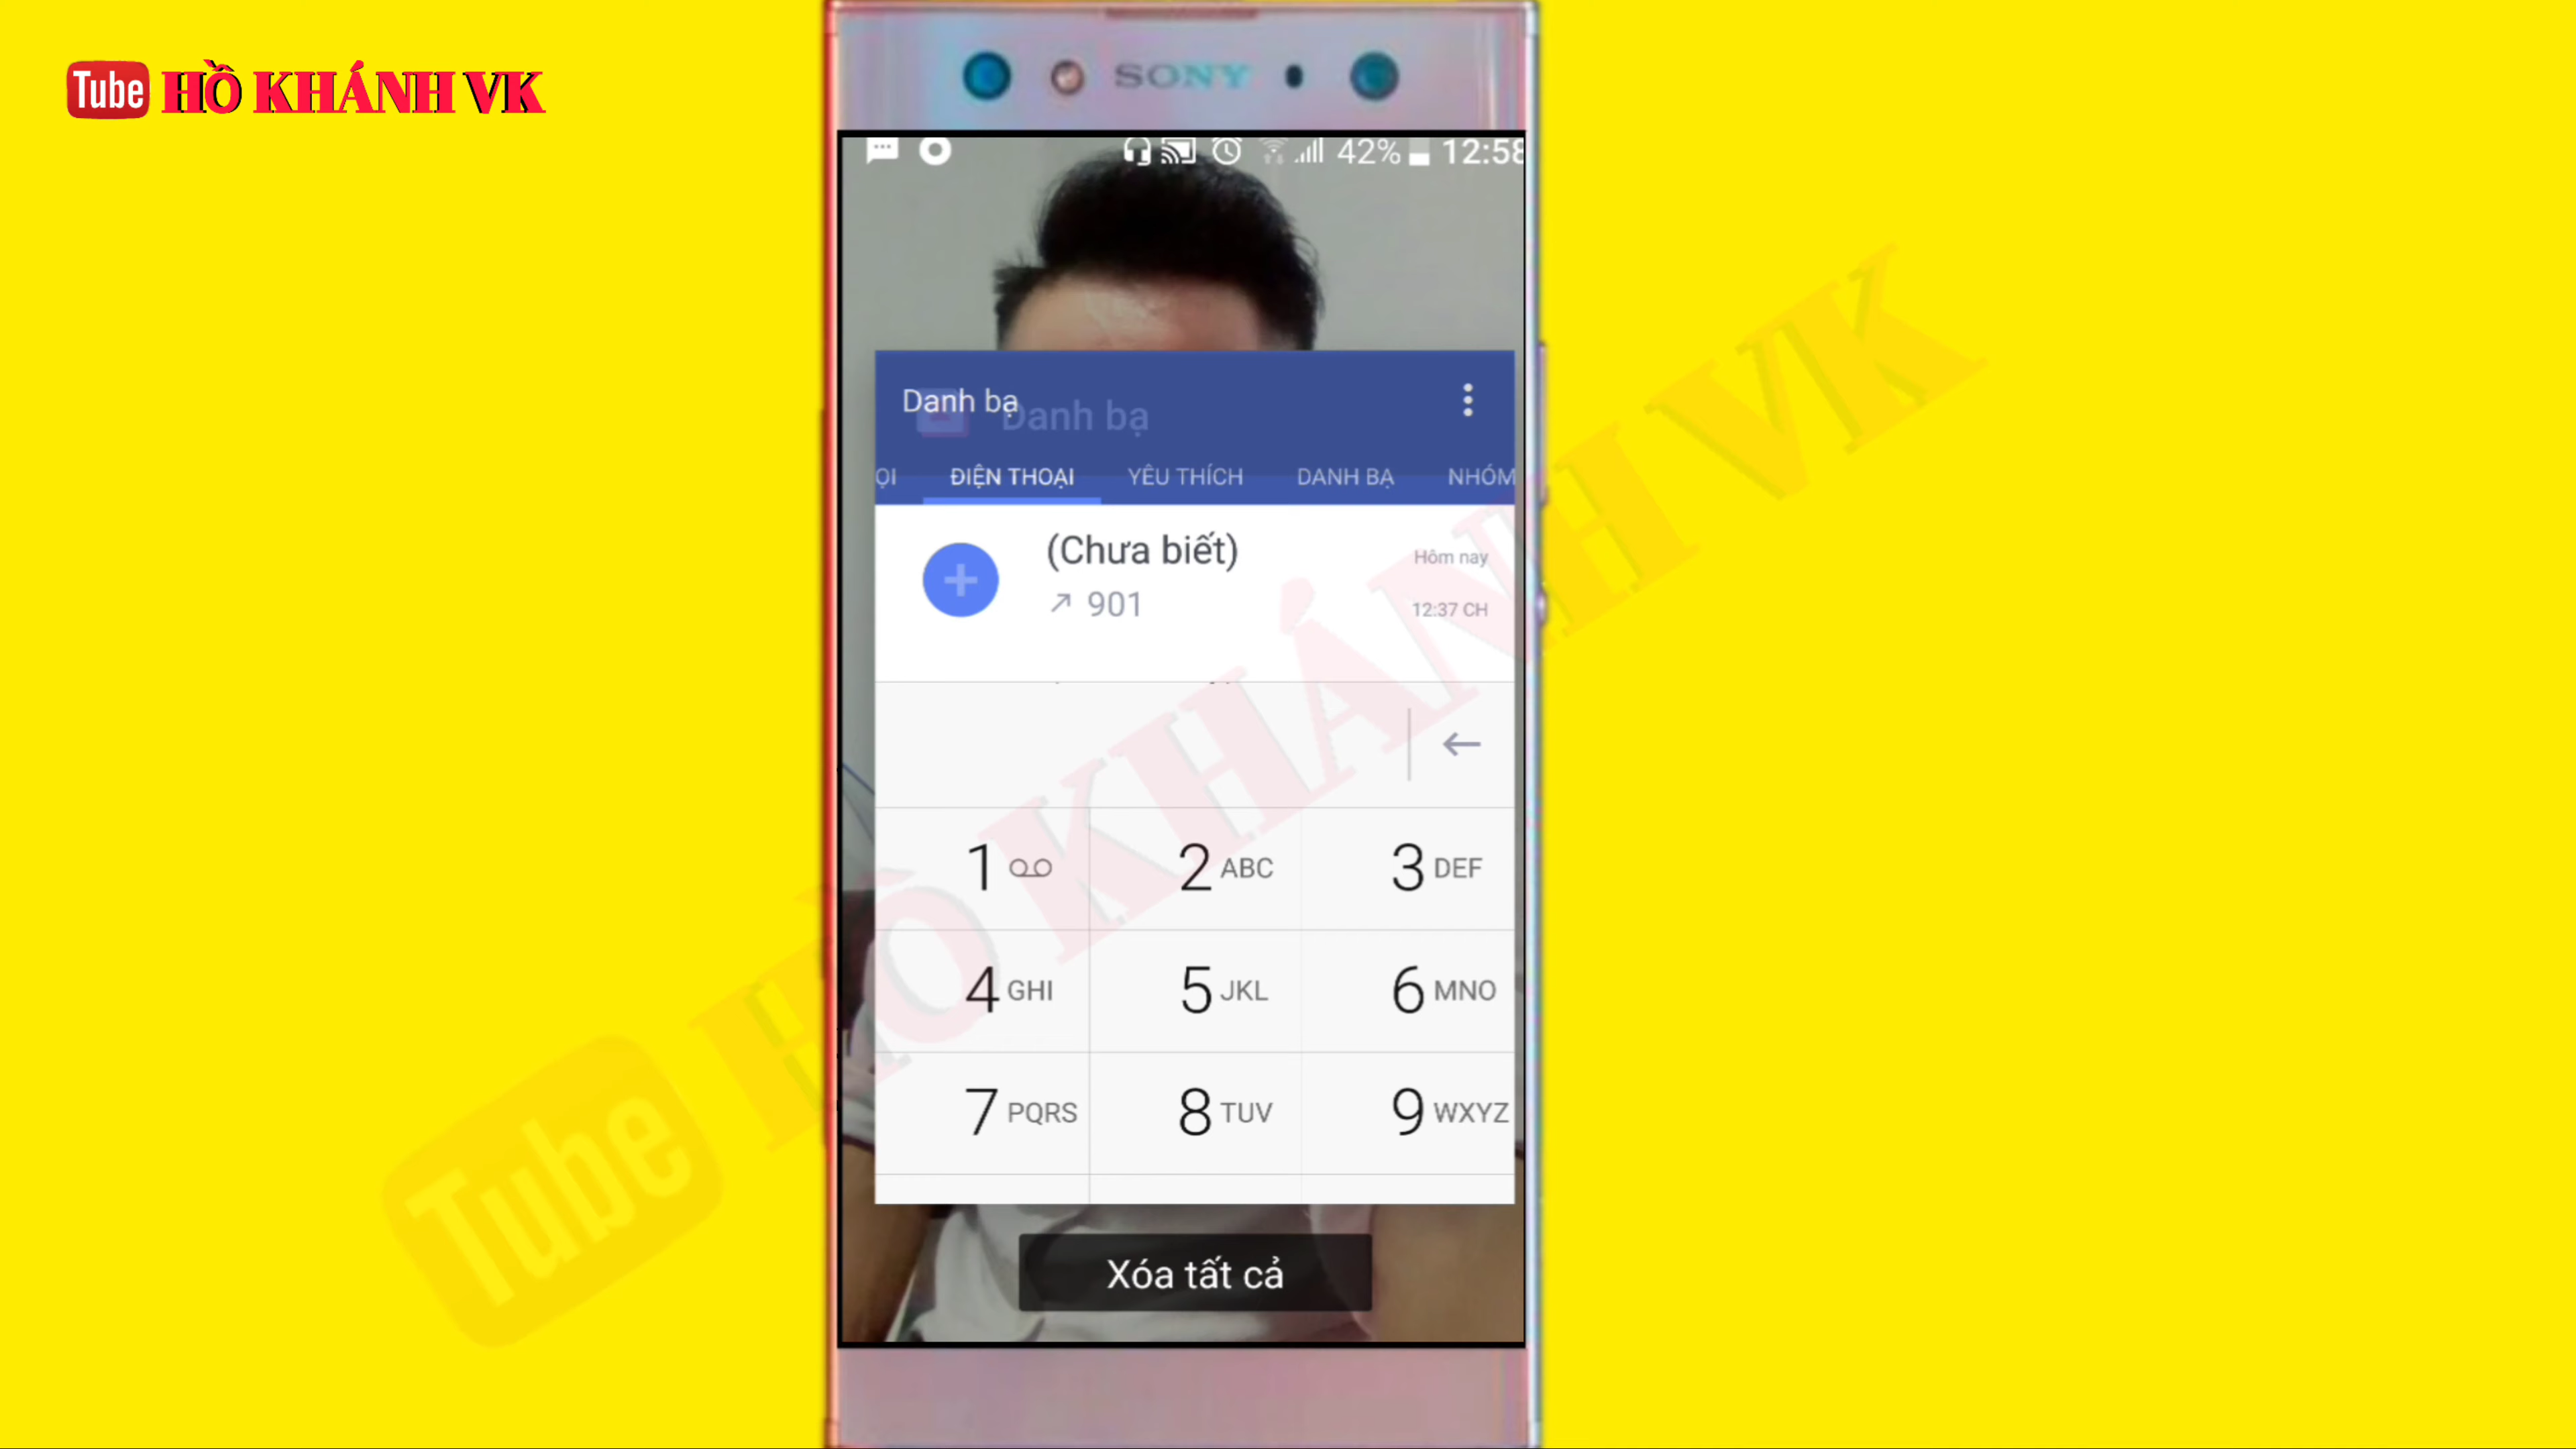 Tube HỒ KHÁNH VK
SONY
42% 12:58
Danh bạ
Danh bạ
ỌI ĐIỆN THOẠI YÊU THÍCH DANH BẠ NHÓM
(Chưa biết) Hôm nay
901 12:37 CH
1 2 ABC 3 DEF
4 GHI 5 JKL 6 MNO
7 PQRS 8 TUV 9 WXYZ
Xóa tất cả
Tube HỒ KHÁNH VK